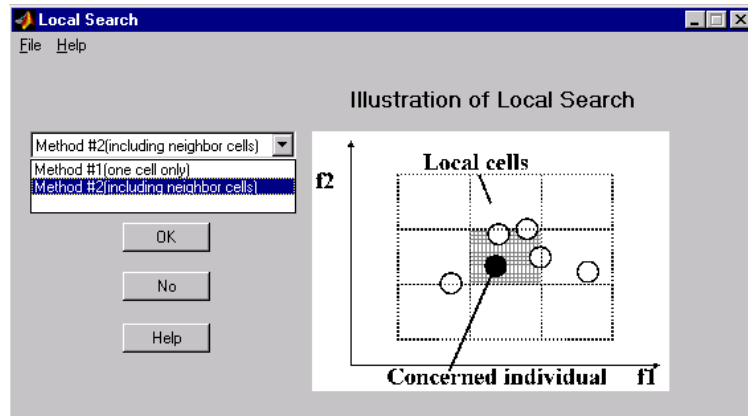 Local Search
File Help
Illustration of Local Search
Method #2(including neighbor cells)
Method #1(one cell only)
Method #2(including neighbor cells)
OK
No
Help
f2
Local cells
Concerned individual
f1